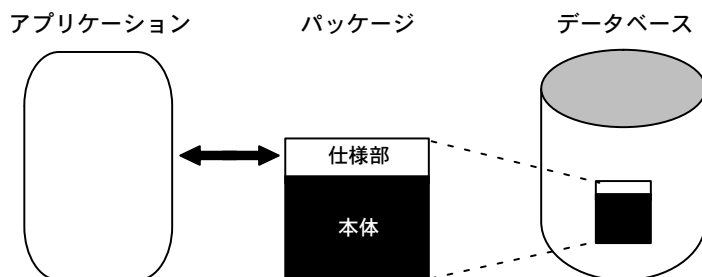 アプリケーション
パッケージ
データベース
仕様部
本体